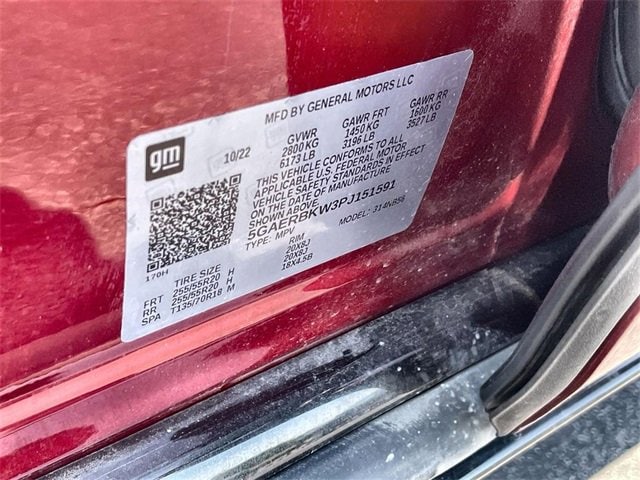 MFD BY GENERAL MOTORS LLC
gm
10/22
GVWR GAWR FRT GAWR RR
2800 KG 1450 KG 1600 KG
6173 LB 3196 LB 3527 LB
THIS VEHICLE CONFORMS TO ALL
APPLICABLE U.S. FEDERAL MOTOR
VEHICLE SAFETY STANDARDS IN EFFECT
ON THE DATE OF MANUFACTURE
SHOWN ABOVE.
5GAERBKW3PJ151591
TYPE: MPV MODEL: 314NB56
170H
TIRE SIZE RIM
FRT 255/55R20 H 20X8J
RR 255/55R20 H 20X8J
SPA T135/70R18 M 18X4.5B